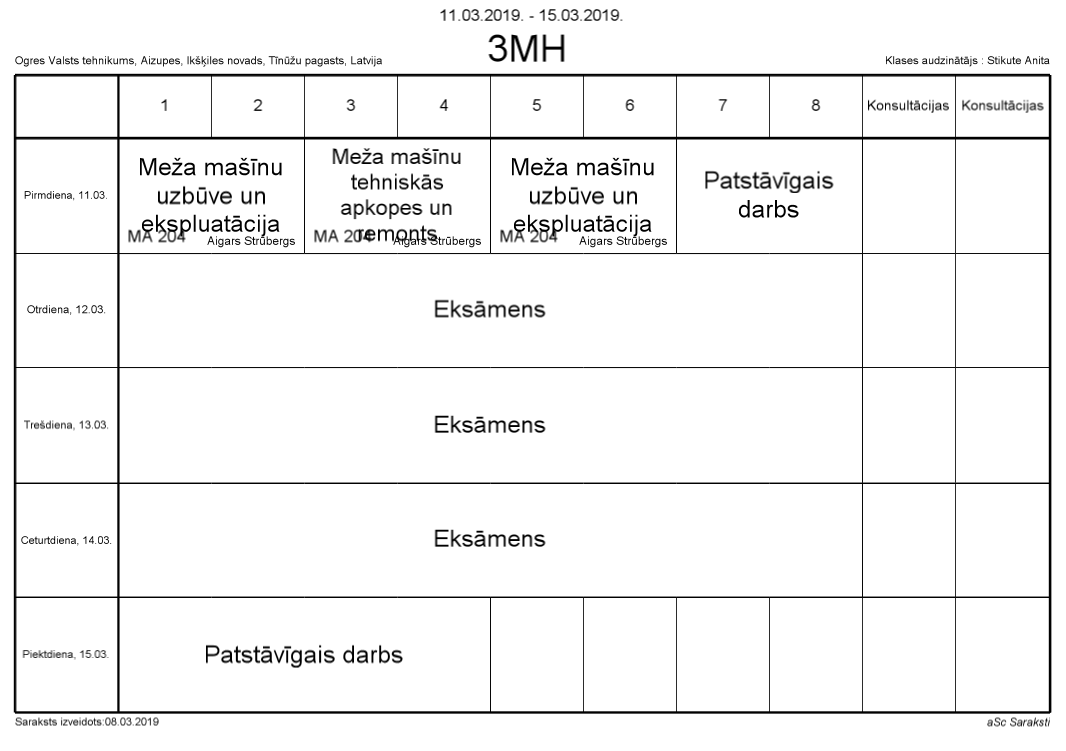 11.03.2019. - 15.03.2019.
3MH
Ogres Valsts tehnikums, Aizupes, Ikšķiles novads, Tīnūžu pagasts, Latvija
Klases audzinātājs : Stikute Anita
1 2 3 4 5 6 7 8 Konsultācijas Konsultācijas
Pirmdiena, 11.03.
Meža mašīnu
uzbūve un
ekspluatācija
MA 204 Aigars Strūbergs
Meža mašīnu
tehniskās
apkopes un
remonts
MA 204 Aigars Strūbergs
Meža mašīnu
uzbūve un
ekspluatācija
MA 204 Aigars Strūbergs
Patstāvīgais
darbs
Otrdiena, 12.03.
Eksāmens
Trešdiena, 13.03.
Eksāmens
Ceturtdiena, 14.03.
Eksāmens
Piektdiena, 15.03.
Patstāvīgais darbs
Saraksts izveidots:08.03.2019
aSc Saraksti